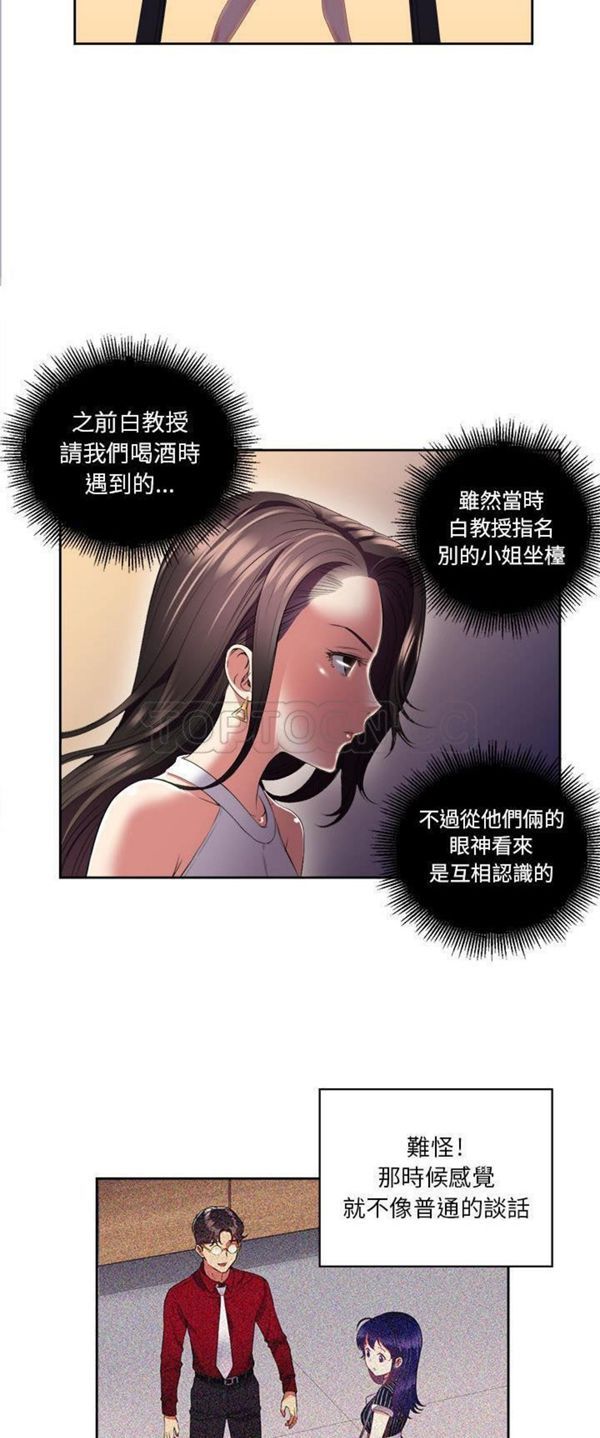 之前白教授
請我們喝酒時
遇到的...
雖然當時
白教授指名
別的小姐坐檯
TOPTOON.CC
不過從他們倆的
眼神看來
是互相認識的
難怪!
那時候感覺
就不像普通的談話